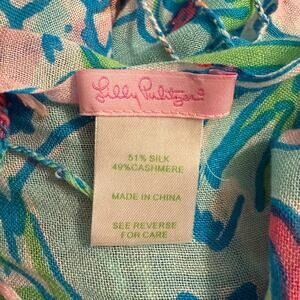 Lilly Pulitzer®
51% SILK
49%CASHMERE
MADE IN CHINA
SEE REVERSE
FOR CARE